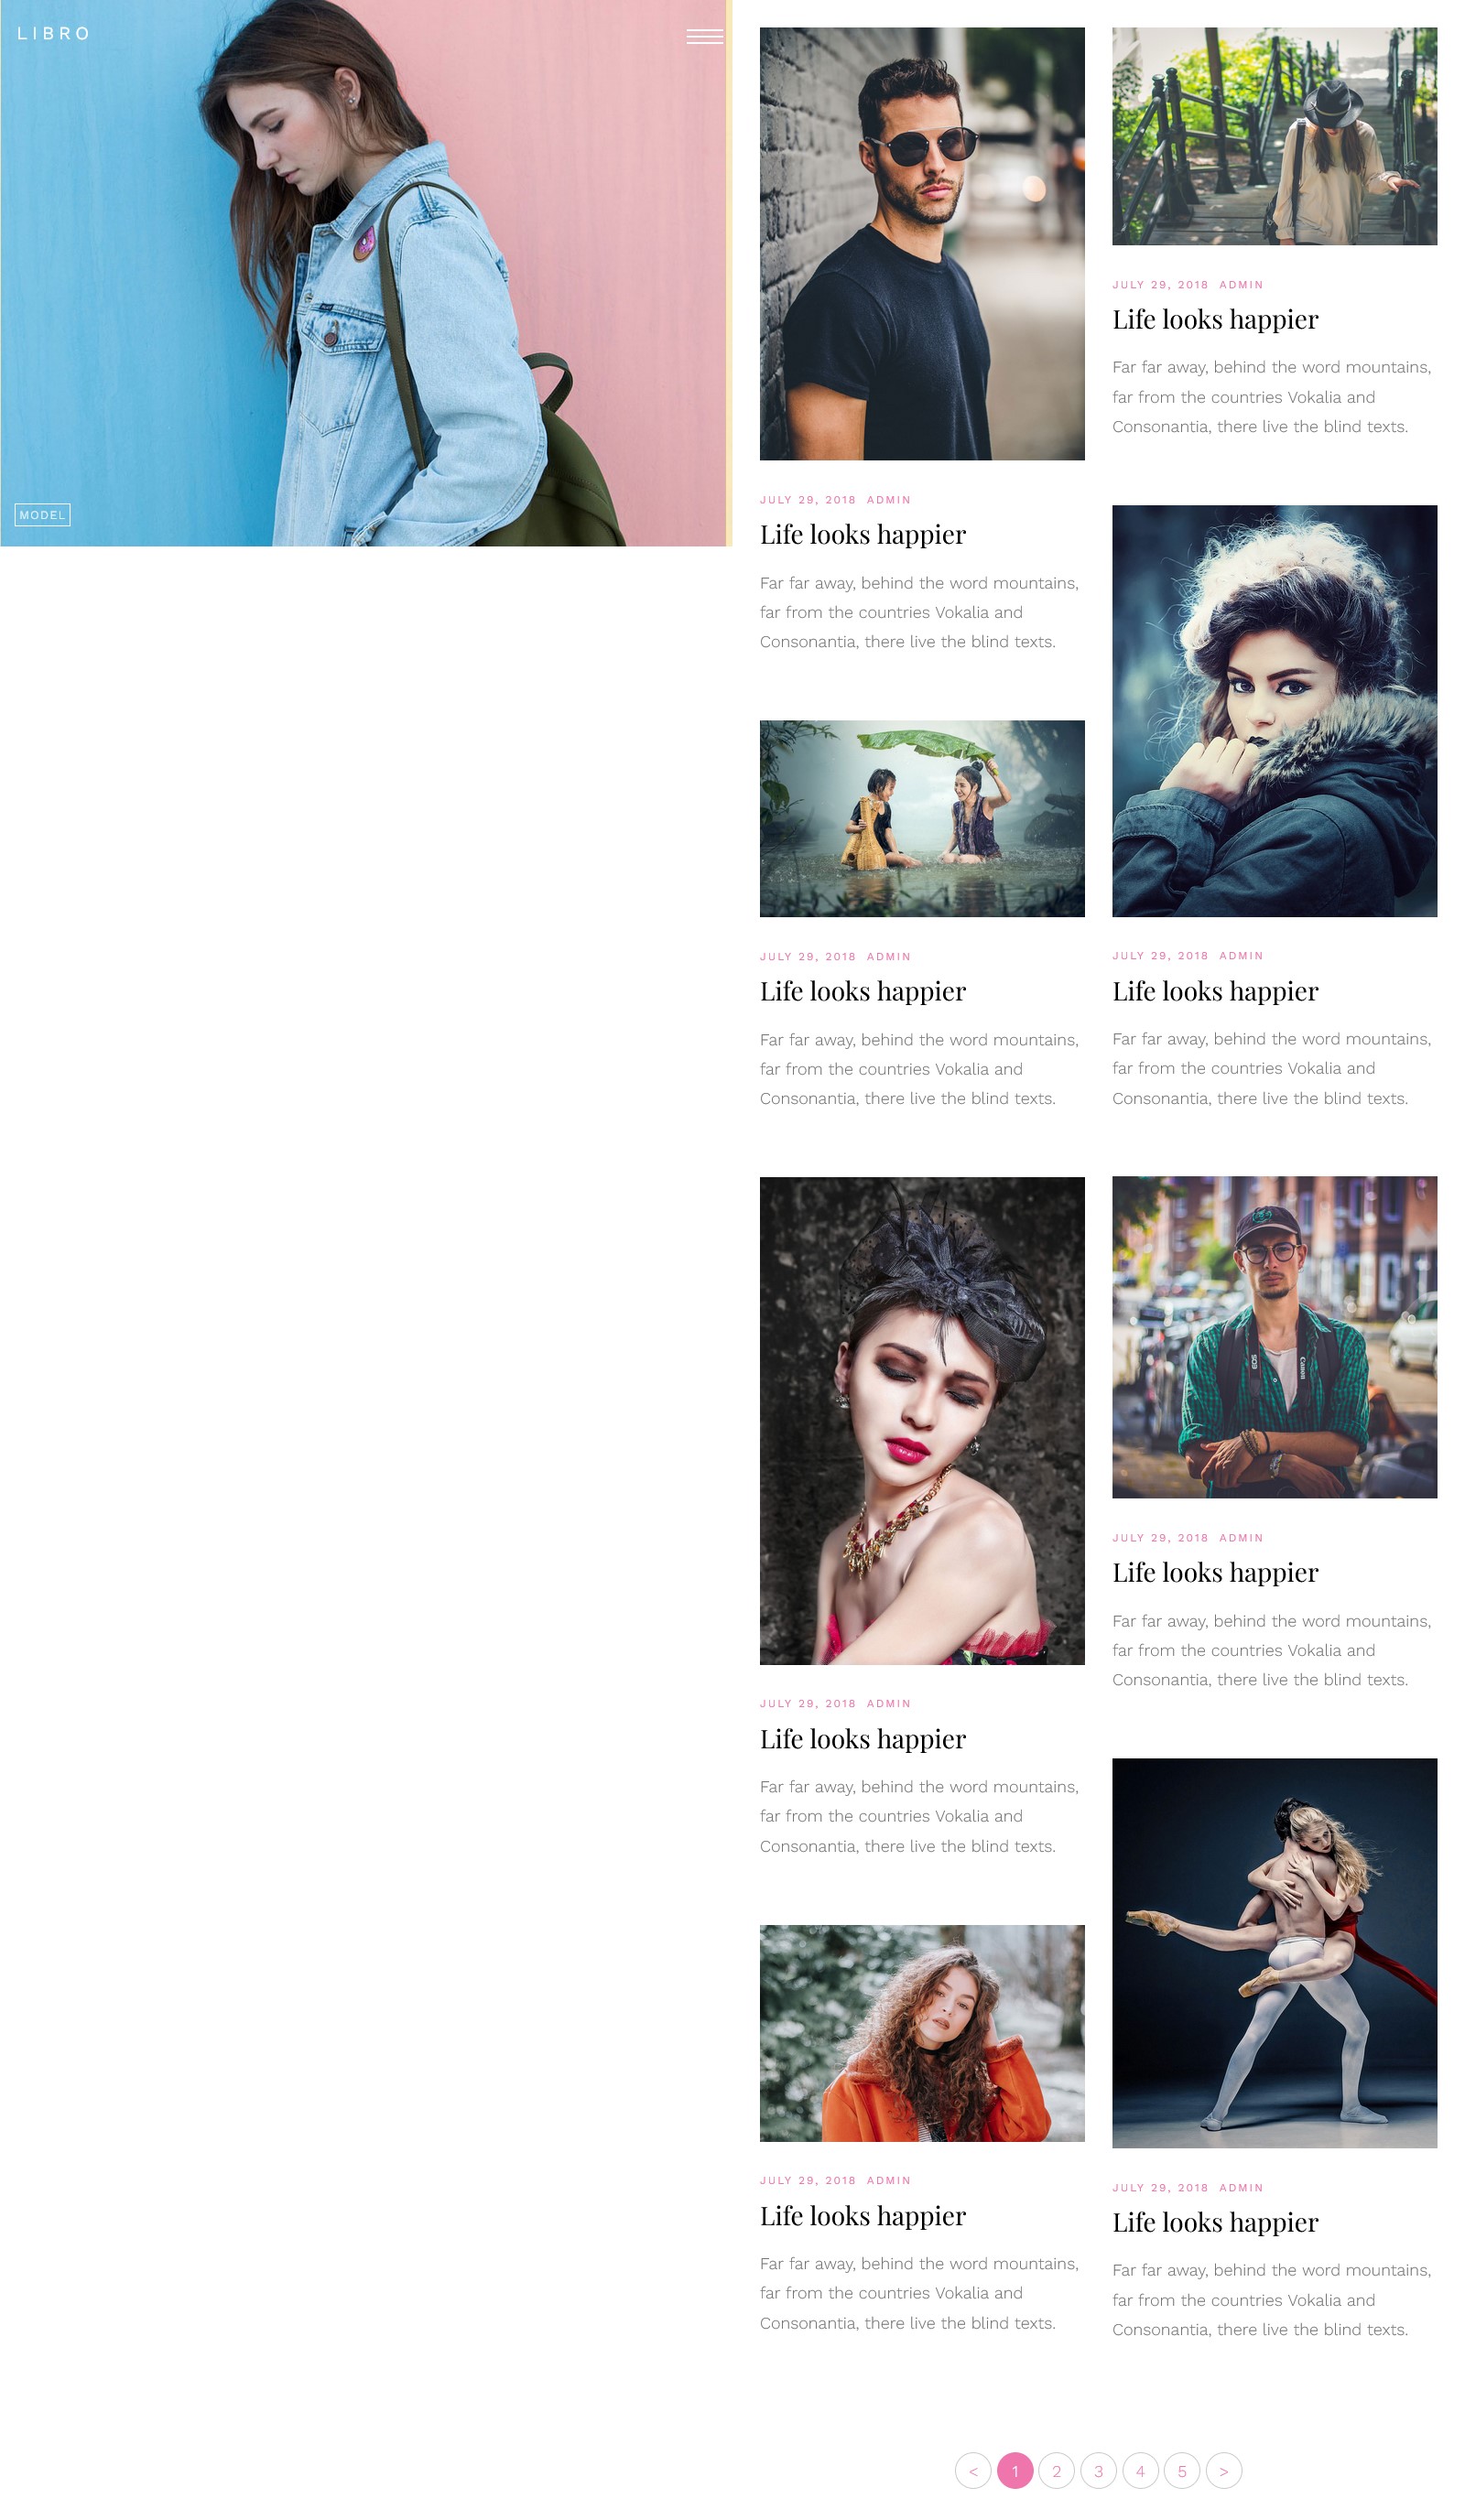 LIBRO
MODEL
JULY 29, 2018 ADMIN
Life looks happier
Far far away, behind the word mountains,
far from the countries Vokalia and
Consonantia, there live the blind texts.
JULY 29, 2018 ADMIN
Life looks happier
Far far away, behind the word mountains,
far from the countries Vokalia and
Consonantia, there live the blind texts.
JULY 29, 2018 ADMIN
Life looks happier
Far far away, behind the word mountains,
far from the countries Vokalia and
Consonantia, there live the blind texts.
JULY 29, 2018 ADMIN
Life looks happier
Far far away, behind the word mountains,
far from the countries Vokalia and
Consonantia, there live the blind texts.
JULY 29, 2018 ADMIN
Life looks happier
Far far away, behind the word mountains,
far from the countries Vokalia and
Consonantia, there live the blind texts.
JULY 29, 2018 ADMIN
Life looks happier
Far far away, behind the word mountains,
far from the countries Vokalia and
Consonantia, there live the blind texts.
Canon
JULY 29, 2018 ADMIN
Life looks happier
Far far away, behind the word mountains,
far from the countries Vokalia and
Consonantia, there live the blind texts.
JULY 29, 2018 ADMIN
Life looks happier
Far far away, behind the word mountains,
far from the countries Vokalia and
Consonantia, there live the blind texts.
< 1 2 3 4 5 >